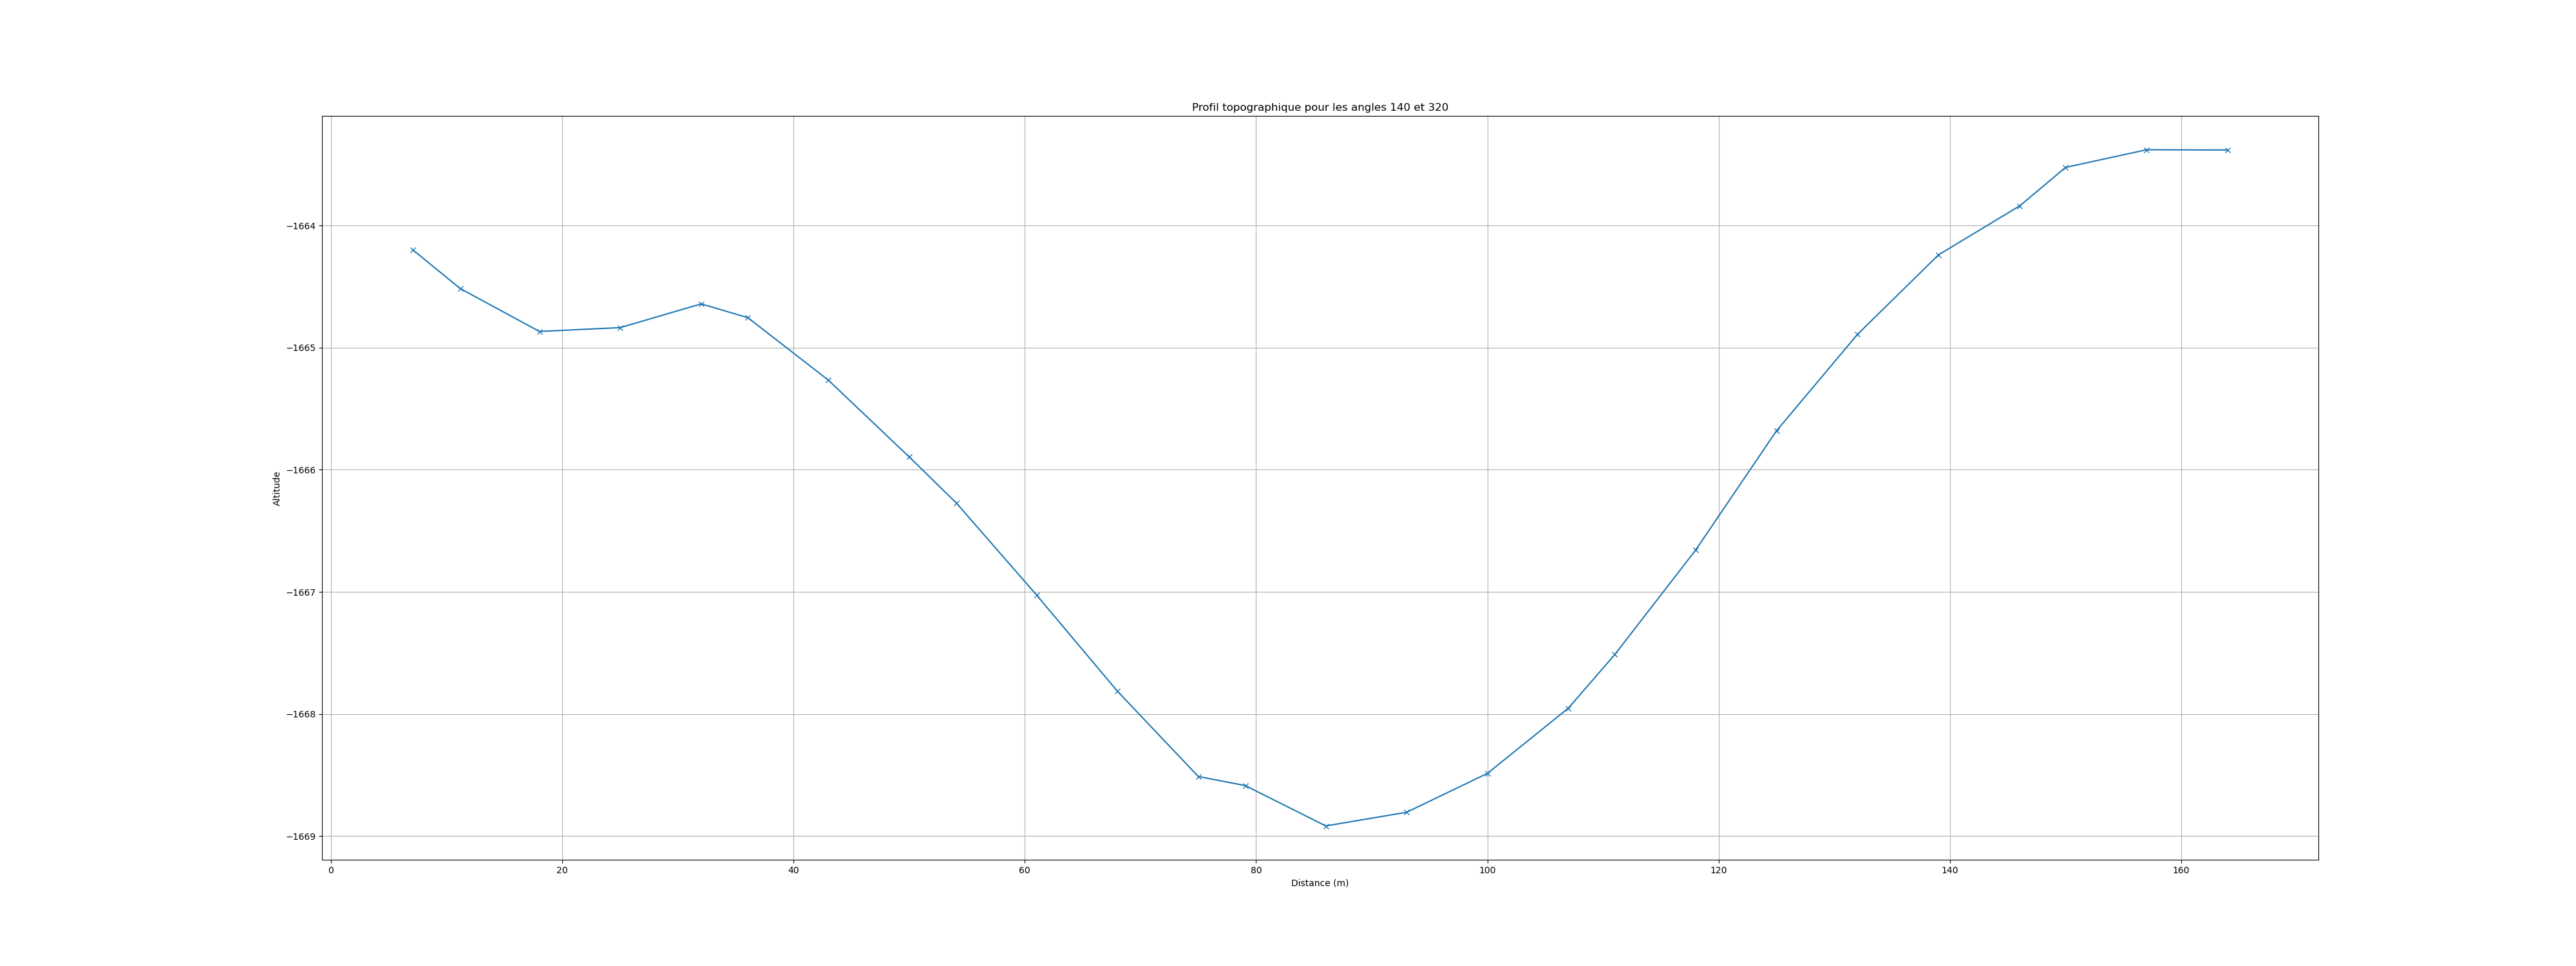 Profil topographique pour les angles 140 et 320
Altitude
−1664
−1665
−1666
−1667
−1668
−1669
0 20 40 60 80 100 120 140 160
Distance (m)